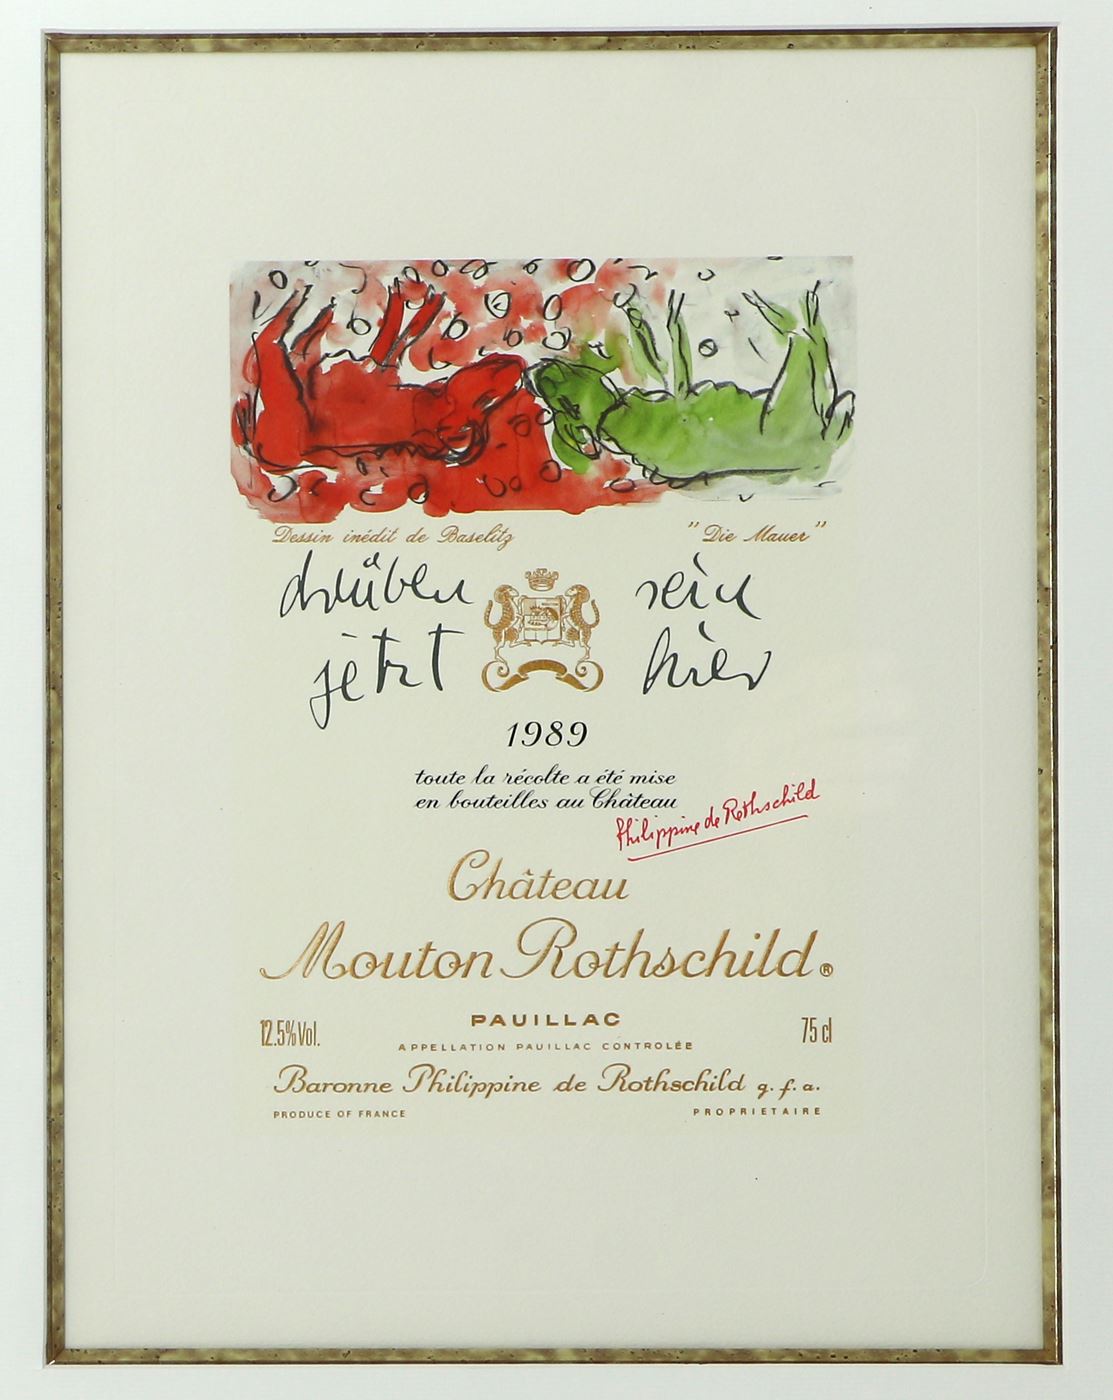 Dessin inédit de Baselitz "Die Mauer"
drüben sein
jetzt hier
1989
toute la récolte a été mise
en bouteilles au Château
Philippine de Rothschild
Château
Mouton Rothschild®
PAUILLAC
12.5%Vol. 75 cl
APPELLATION PAUILLAC CONTROLÉE
Baronne Philippine de Rothschild g.f.a.
PRODUCE OF FRANCE PROPRIETAIRE